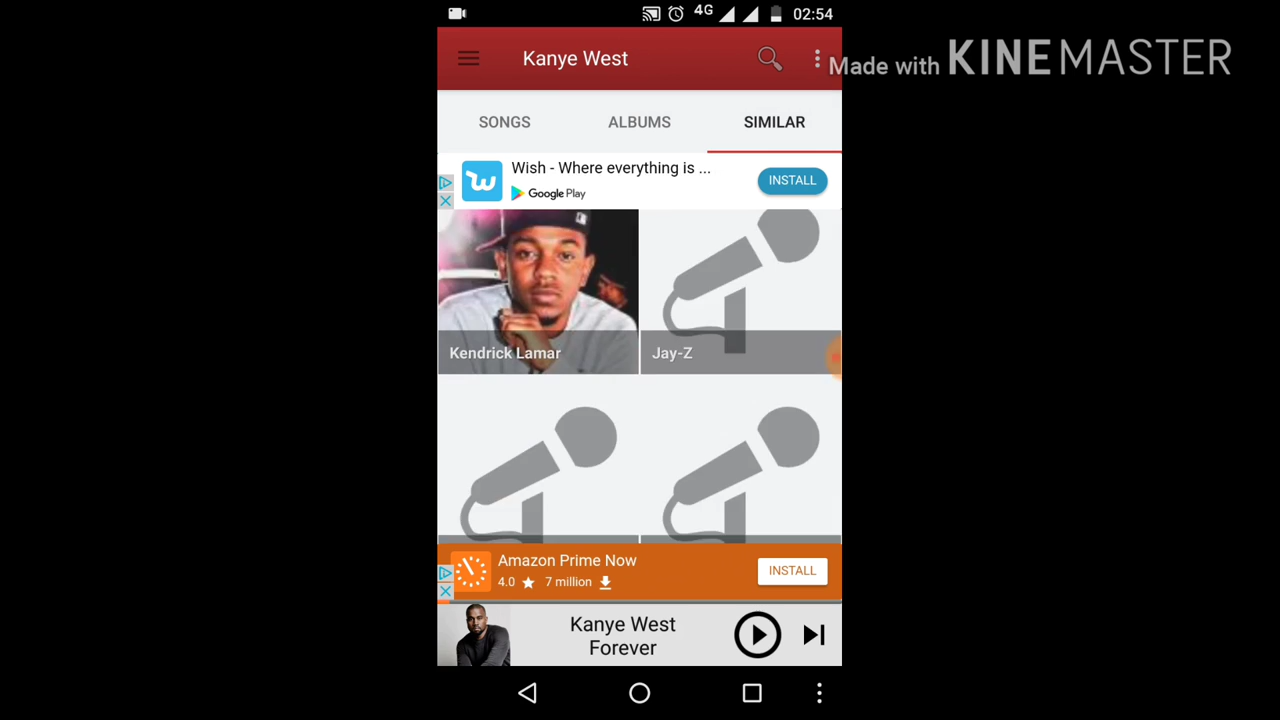 4G 02:54
Kanye West
Made with KINEMASTER
SONGS ALBUMS SIMILAR
Wish - Where everything is ...
Google Play
INSTALL
Kendrick Lamar
Jay-Z
Amazon Prime Now
4.0 7 million
INSTALL
Kanye West
Forever